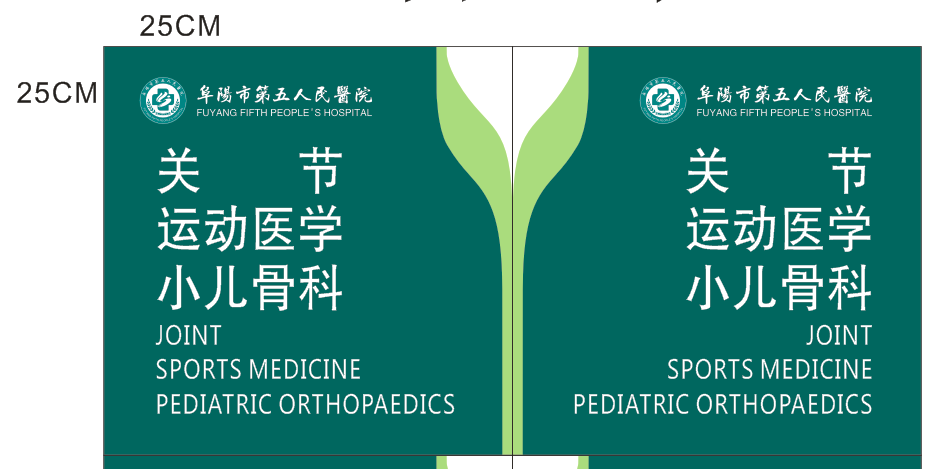 25CM
25CM
阜陽市第五人民醫院
FUYANG FIFTH PEOPLE'S HOSPITAL
关 节
运动医学
小儿骨科
JOINT
SPORTS MEDICINE
PEDIATRIC ORTHOPAEDICS
阜陽市第五人民醫院
FUYANG FIFTH PEOPLE'S HOSPITAL
关 节
运动医学
小儿骨科
JOINT
SPORTS MEDICINE
PEDIATRIC ORTHOPAEDICS